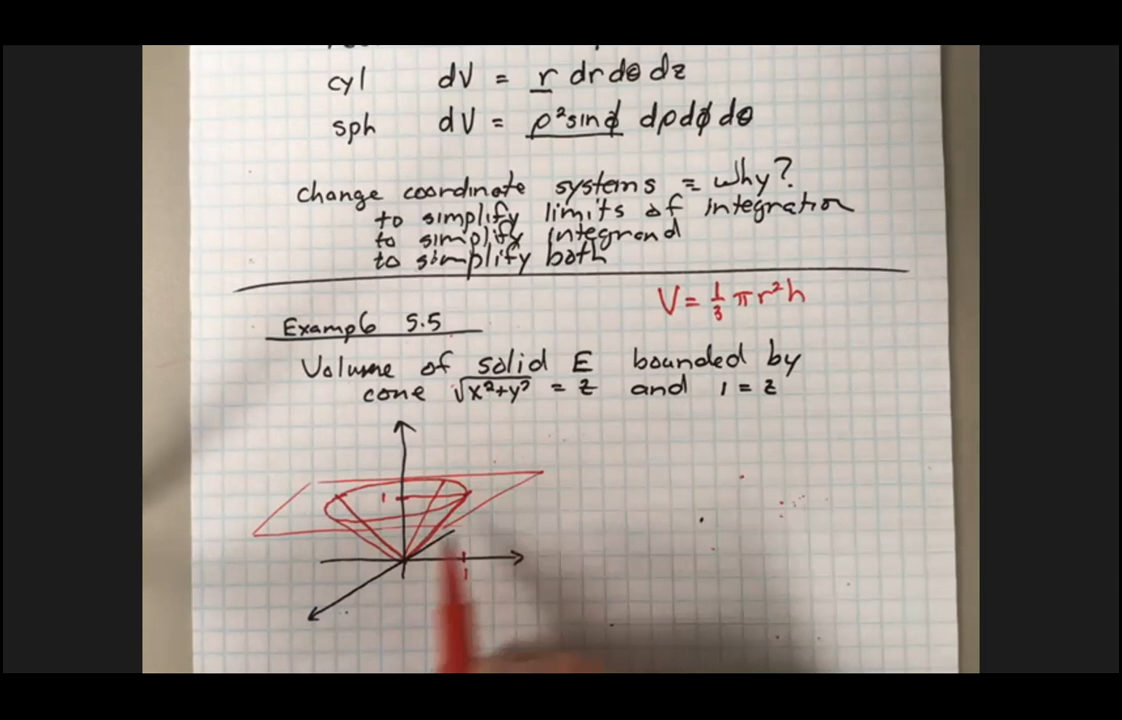 cyl dV = r dr dθ dz
sph dV = ρ²sinϕ dρ dϕ dθ
change coordinate systems = why?
to simplify limits of integration
to simplify integrand
to simplify both
V = 1/3 πr²h
Example 5.5
Volume of solid E bounded by
cone √x²+y² = z and 1 = z
1
1